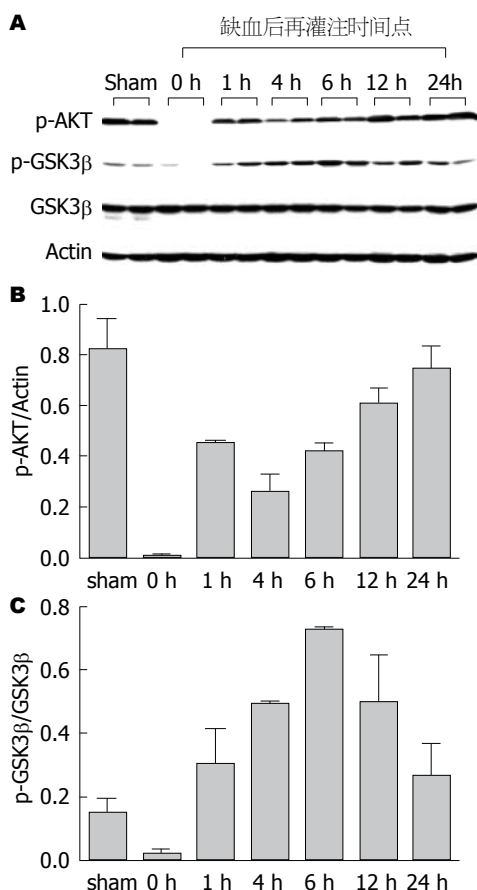 A
缺血后再灌注时间点
Sham 0 h 1 h 4 h 6 h 12 h 24h
p-AKT
p-GSK3β
GSK3β
Actin
B
p-AKT/Actin
1.0
0.8
0.6
0.4
0.2
0.0
sham 0 h 1 h 4 h 6 h 12 h 24 h
C
p-GSK3β/GSK3β
0.8
0.6
0.4
0.2
0.0
sham 0 h 1 h 4 h 6 h 12 h 24 h